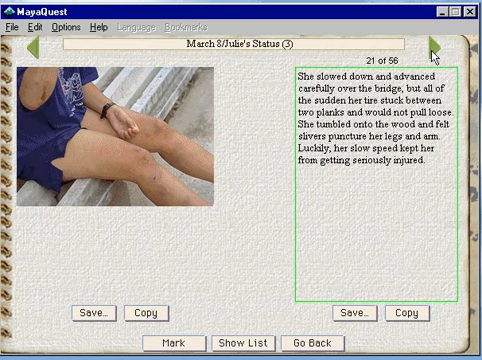 MayaQuest
File Edit Options Help Language Bookmarks
March 8/Julie's Status (3)
21 of 56
She slowed down and advanced
carefully over the bridge, but all of
the sudden her tire stuck between
two planks and would not pull loose.
She tumbled onto the wood and felt
slivers puncture her legs and arm.
Luckily, her slow speed kept her
from getting seriously injured.
Save... Copy Save... Copy
Mark Show List Go Back